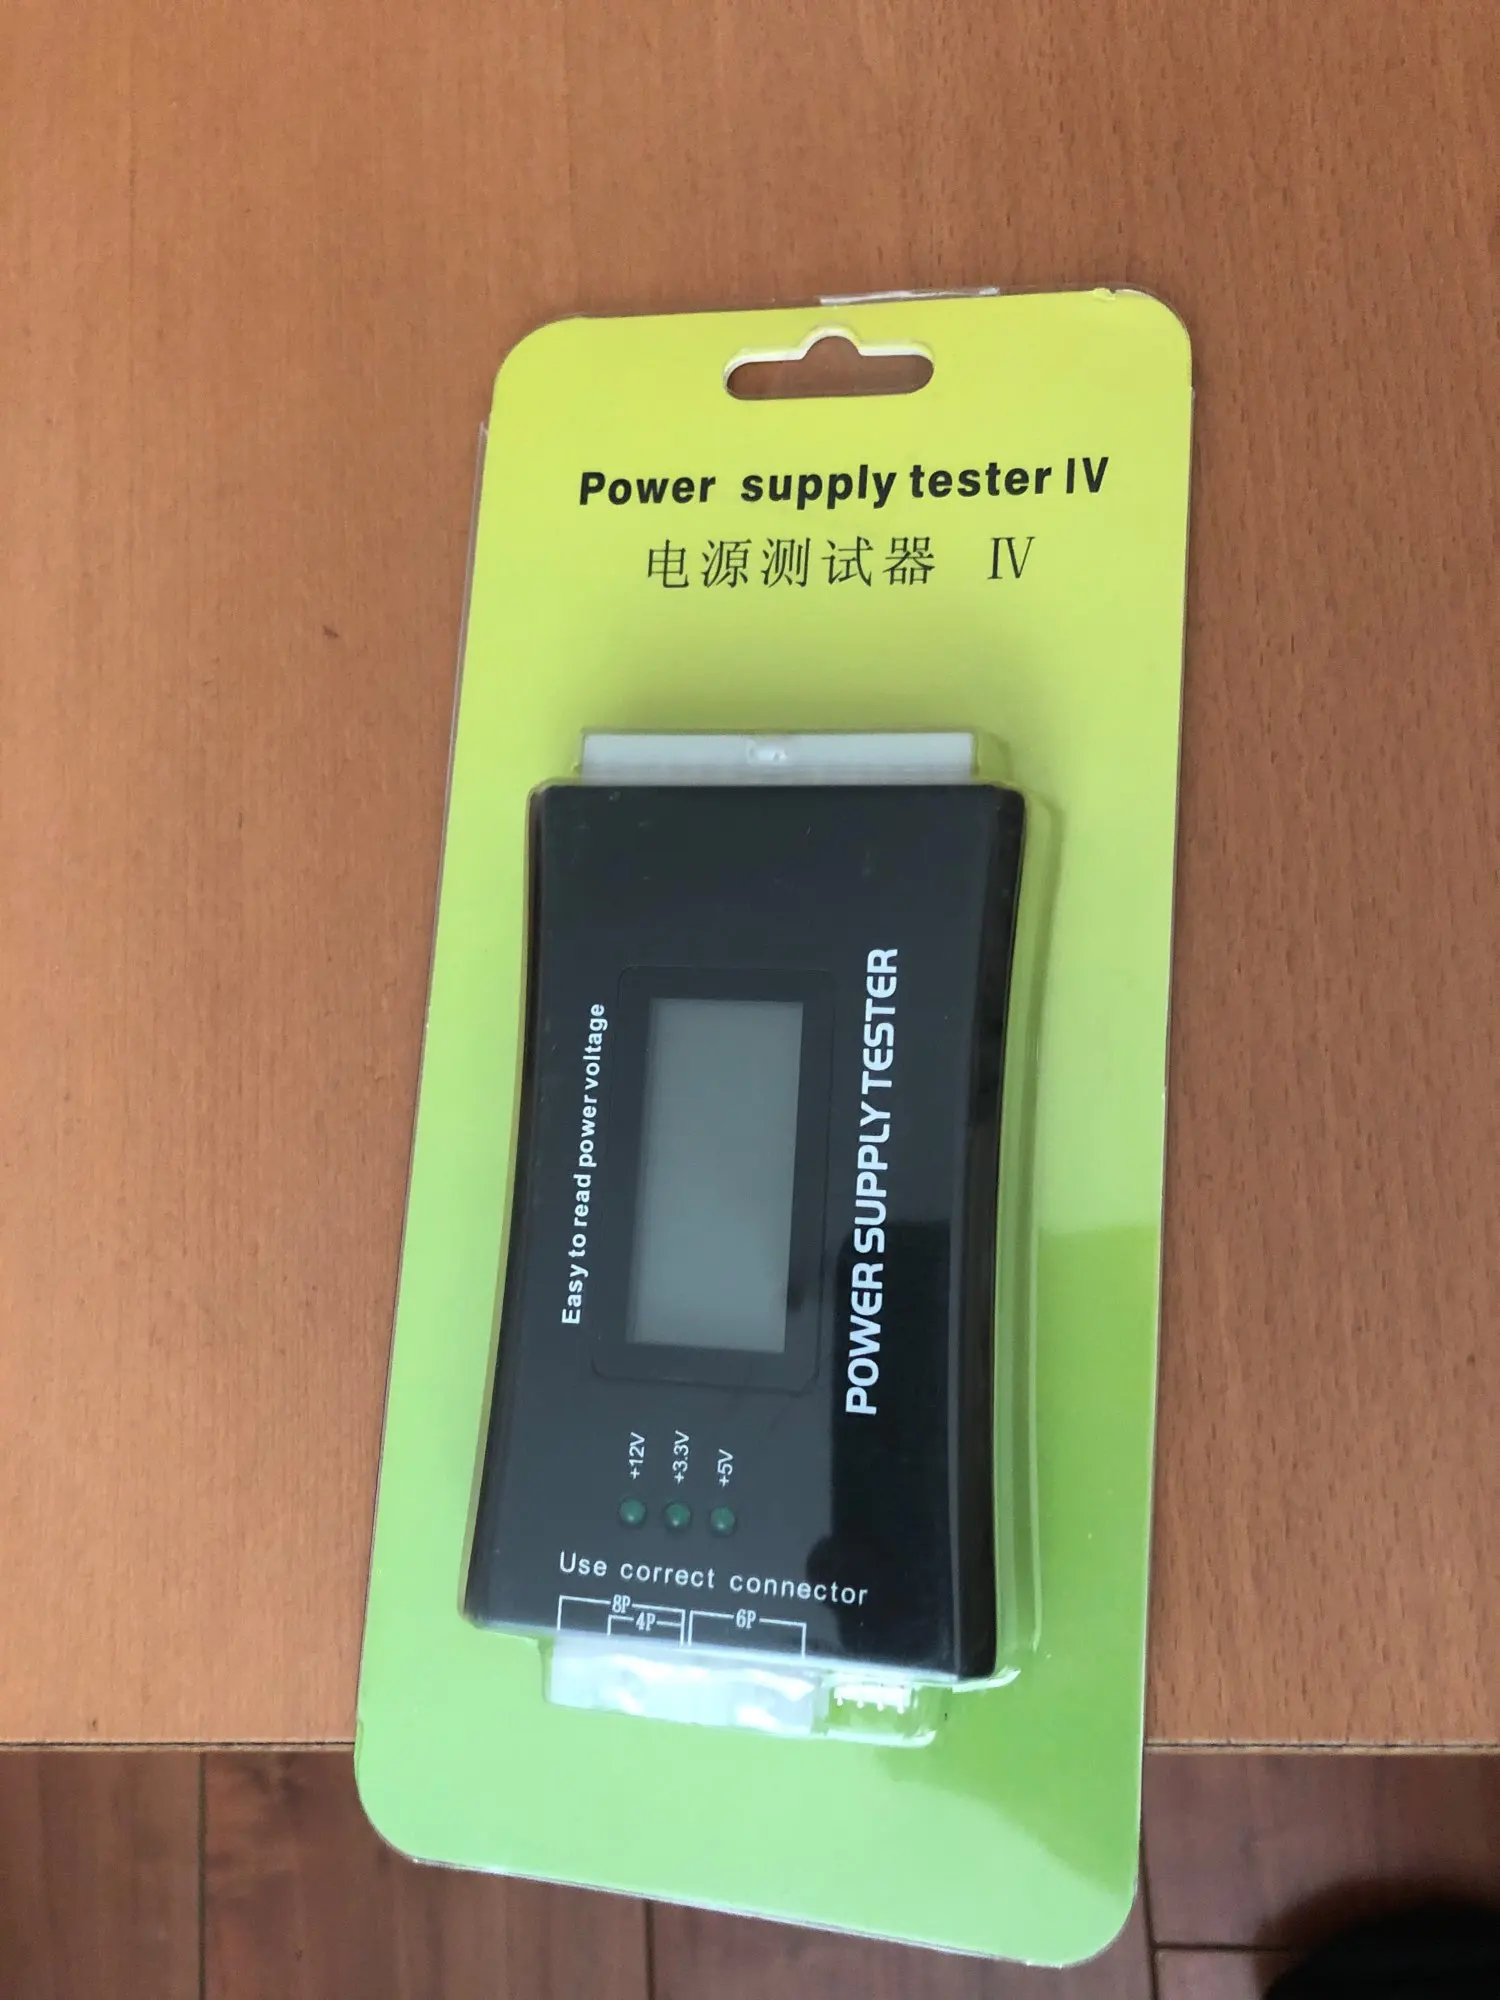 Power supply tester IV
电源测试器 Ⅳ
Easy to read power voltage
POWER SUPPLY TESTER
+12V
+3.3V
+5V
Use correct connector
8P
4P
6P